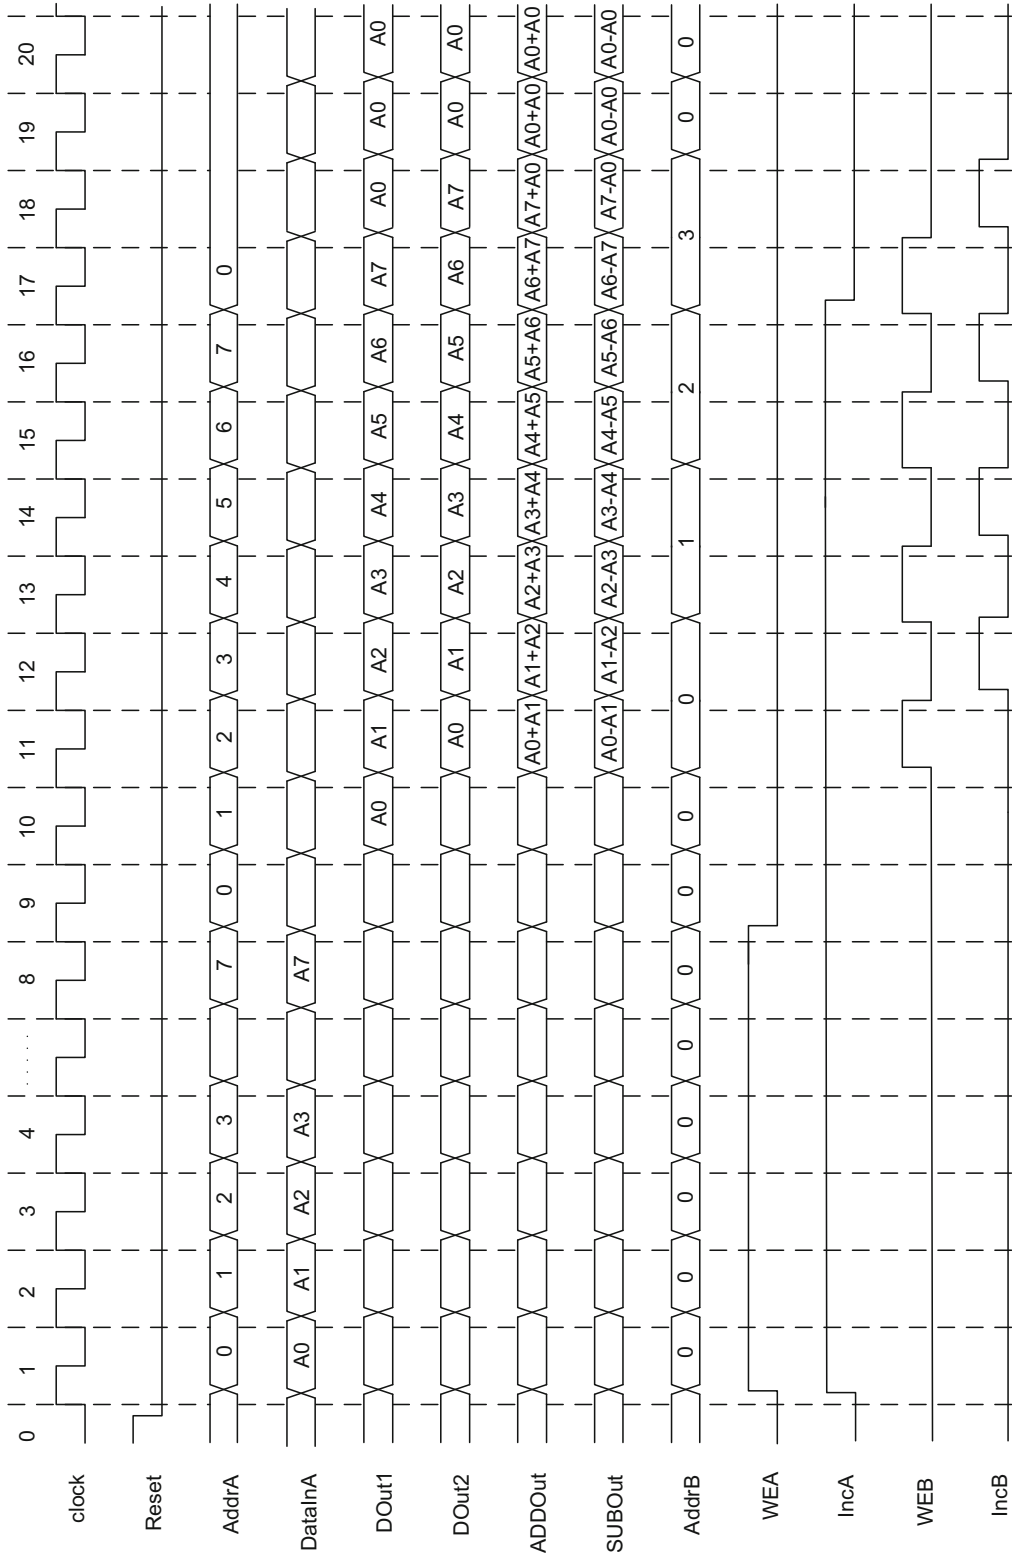 0 1 2 3 4 ...... 8 9 10 11 12 13 14 15 16 17 18 19 20
clock
Reset
AddrA 0 1 2 3 7 0 1 2 3 4 5 6 7 0
DataInA A0 A1 A2 A3 A7
DOut1 A0 A1 A2 A3 A4 A5 A6 A7 A0 A0 A0
DOut2 A0 A1 A2 A3 A4 A5 A6 A7 A0 A0
ADDOut A0+A1 A1+A2 A2+A3 A3+A4 A4+A5 A5+A6 A6+A7 A7+A0 A0+A0 A0+A0
SUBOut A0-A1 A1-A2 A2-A3 A3-A4 A4-A5 A5-A6 A6-A7 A7-A0 A0-A0 A0-A0
AddrB 0 0 0 0 0 0 0 0 0 1 2 3 0 0
WEA
IncA
WEB
IncB